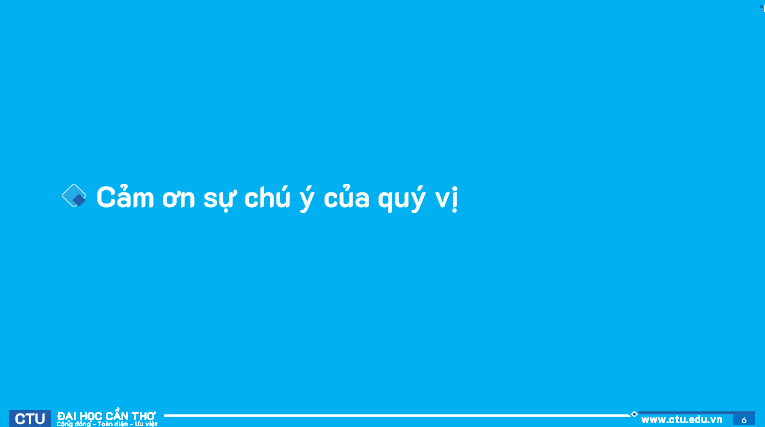 Cảm ơn sự chú ý của quý vị
CTU
ĐẠI HỌC CẦN THƠ
Cộng đồng - Toàn diện - Ưu việt
www.ctu.edu.vn
6